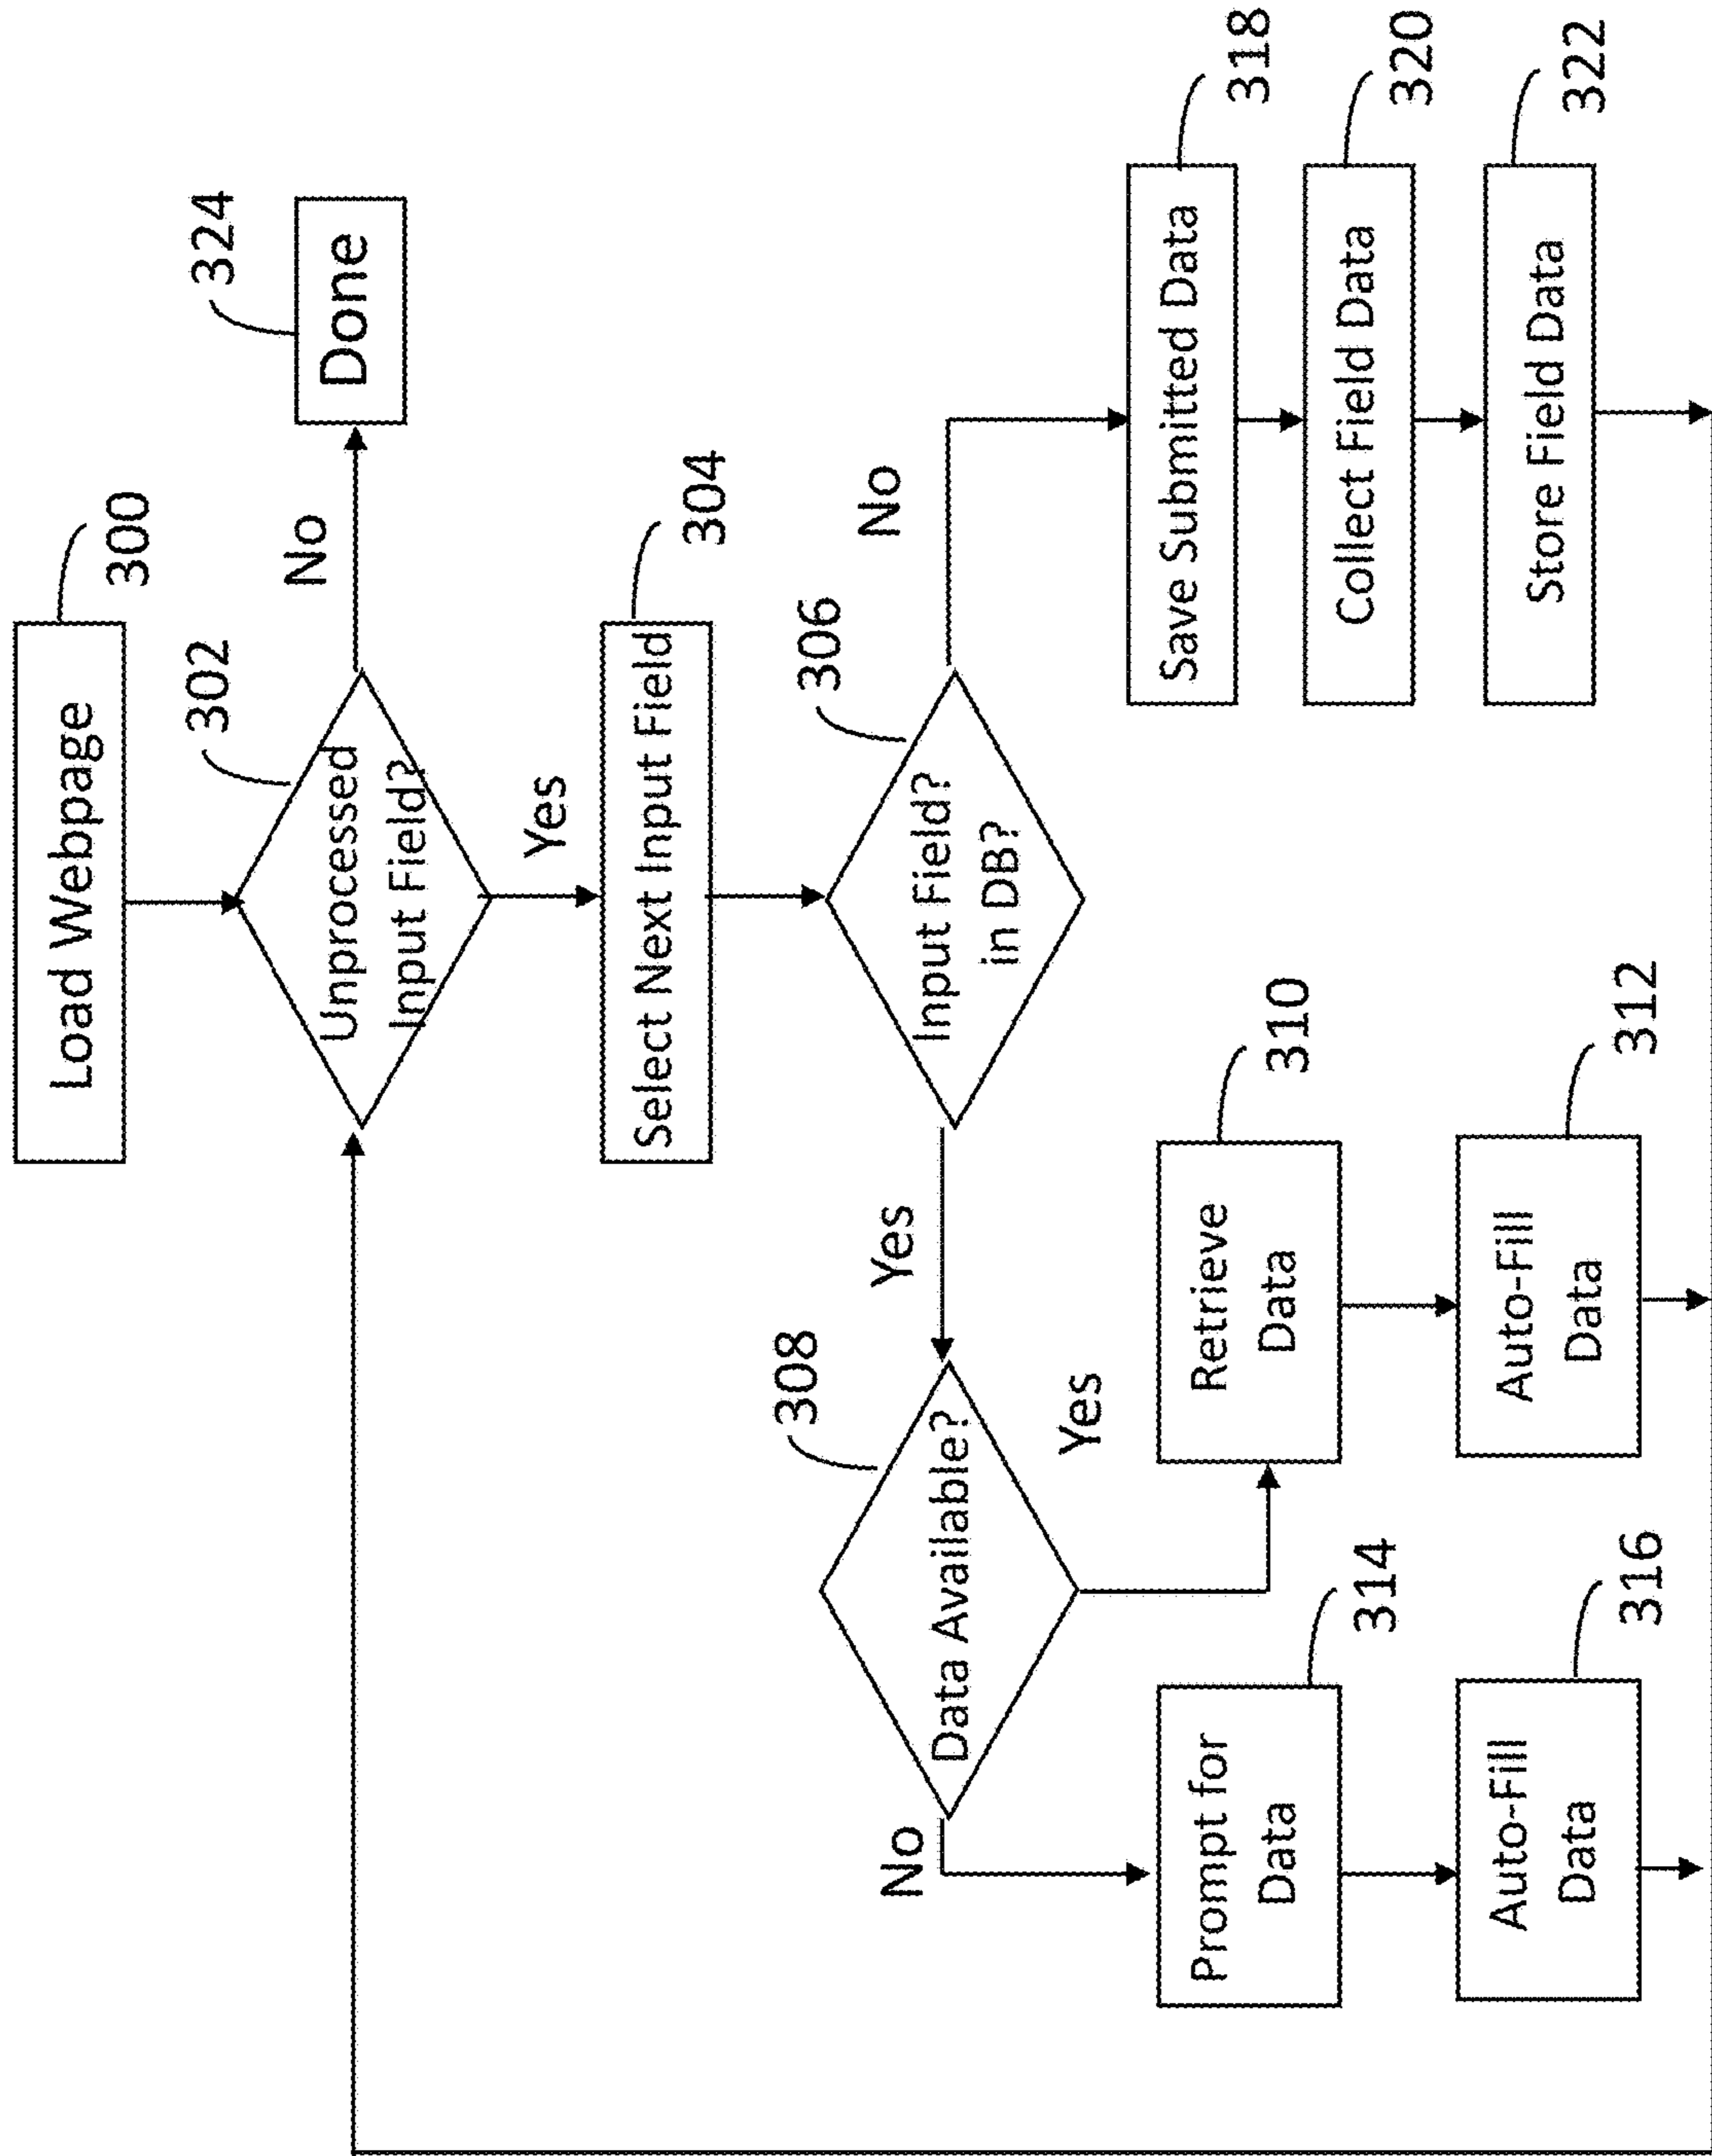 Load Webpage
300
302
Unprocessed
Input Field?
No
Done
324
Yes
Select Next Input Field
304
306
Input Field?
in DB?
Yes
No
308
Data Available?
No
Yes
Prompt for
Data
314
Auto-Fill
Data
316
Retrieve
Data
310
Auto-Fill
Data
312
Save Submitted Data
318
Collect Field Data
320
Store Field Data
322